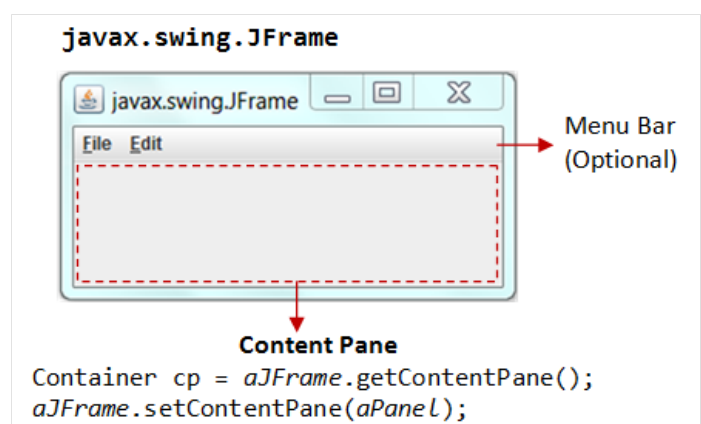 javax.swing.JFrame
javax.swing.JFrame
File Edit
Menu Bar
(Optional)
Content Pane
Container cp = aJFrame.getContentPane();
aJFrame.setContentPane(aPanel);